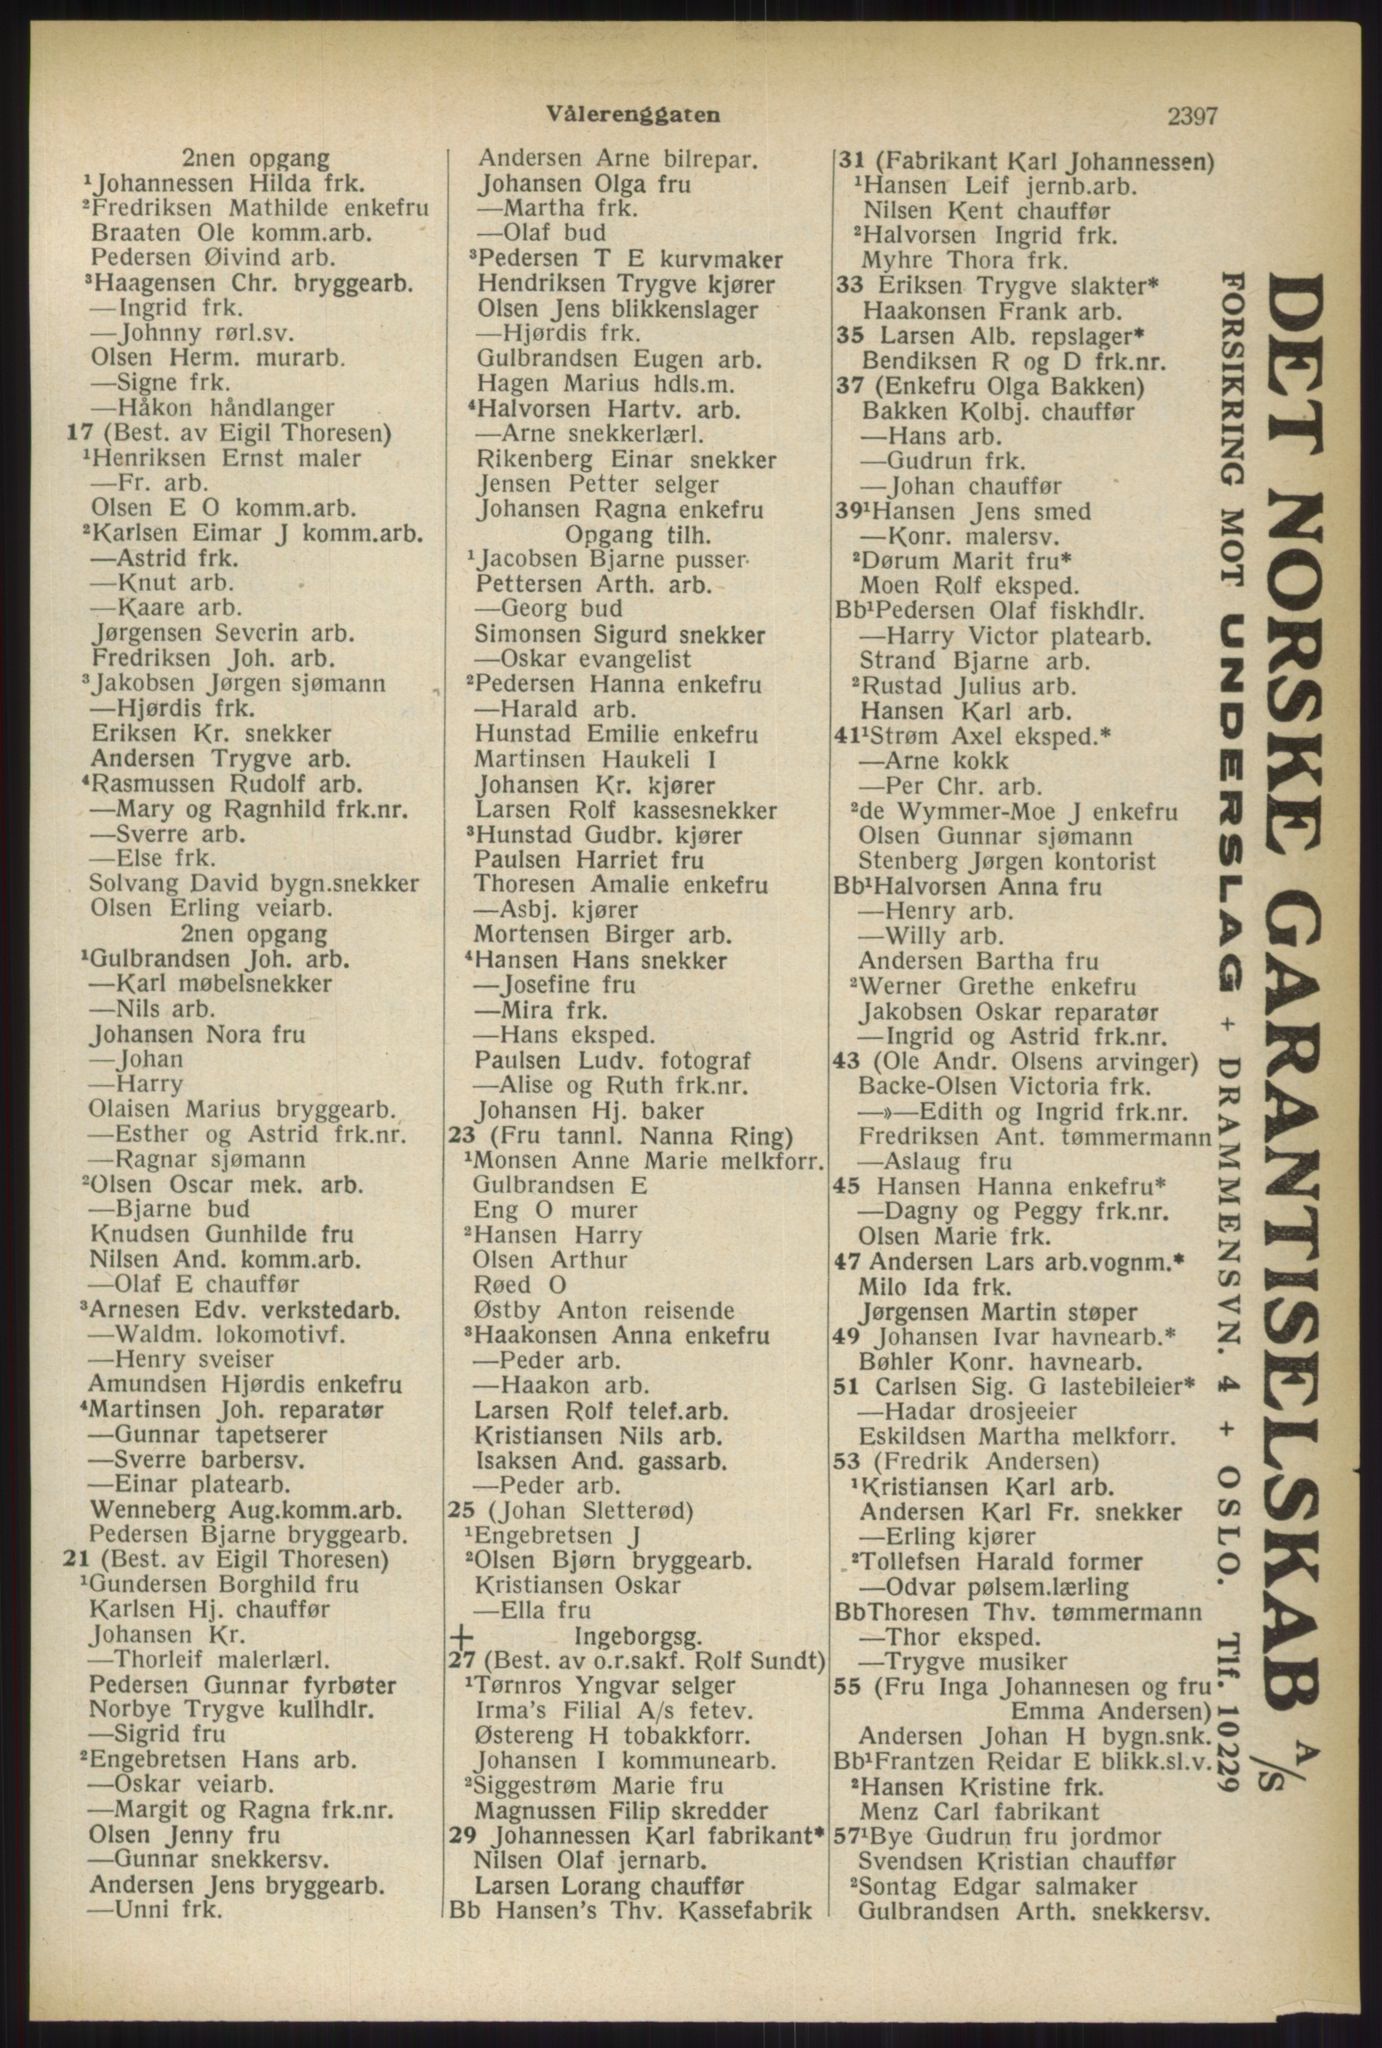 Vålerenggaten
2397
2nen opgang
¹Johannessen Hilda frk.
²Fredriksen Mathilde enkefru
Braaten Ole komm.arb.
Pedersen Øivind arb.
³Haagensen Chr. bryggearb.
—Ingrid frk.
—Johnny rørl.sv.
Olsen Herm. murarb.
—Signe frk.
—Håkon håndlanger
17 (Best. av Eigil Thoresen)
¹Henriksen Ernst maler
—Fr. arb.
Olsen E O komm.arb.
²Karlsen Eimar J komm.arb.
—Astrid frk.
—Knut arb.
—Kaare arb.
Jørgensen Severin arb.
Fredriksen Joh. arb.
³Jakobsen Jørgen sjømann
—Hjørdis frk.
Eriksen Kr. snekker
Andersen Trygve arb.
⁴Rasmussen Rudolf arb.
—Mary og Ragnhild frk.nr.
—Sverre arb.
—Else frk.
Solvang David bygn.snekker
Olsen Erling veiarb.
2nen opgang
¹Gulbrandsen Joh. arb.
—Karl møbelsnekker
—Nils arb.
Johansen Nora fru
—Johan
—Harry
Olaisen Marius bryggearb.
—Esther og Astrid frk.nr.
—Ragnar sjømann
²Olsen Oscar mek. arb.
—Bjarne bud
Knudsen Gunhilde fru
Nilsen And. komm.arb.
—Olaf E chauffør
³Arnesen Edv. verkstedarb.
—Waldm. lokomotivf.
—Henry sveiser
Amundsen Hjørdis enkefru
⁴Martinsen Joh. reparatør
—Gunnar tapetserer
—Sverre barbersv.
—Einar platearb.
Wenneberg Aug.komm.arb.
Pedersen Bjarne bryggearb.
21 (Best. av Eigil Thoresen)
¹Gundersen Borghild fru
Karlsen Hj. chauffør
Johansen Kr.
—Thorleif malerlærl.
Pedersen Gunnar fyrbøter
Norbye Trygve kullhdlr.
—Sigrid fru
²Engebretsen Hans arb.
—Oskar veiarb.
—Margit og Ragna frk.nr.
Olsen Jenny fru
—Gunnar snekkersv.
Andersen Jens bryggearb.
—Unni frk.
Andersen Arne bilrepar.
Johansen Olga fru
—Martha frk.
—Olaf bud
³Pedersen T E kurvmaker
Hendriksen Trygve kjører
Olsen Jens blikkenslager
—Hjørdis frk.
Gulbrandsen Eugen arb.
Hagen Marius hdls.m.
⁴Halvorsen Hartv. arb.
—Arne snekkerlærl.
Rikenberg Einar snekker
Jensen Petter selger
Johansen Ragna enkefru
Opgang tilh.
¹Jacobsen Bjarne pusser
Pettersen Arth. arb.
—Georg bud
Simonsen Sigurd snekker
—Oskar evangelist
²Pedersen Hanna enkefru
—Harald arb.
Hunstad Emilie enkefru
Martinsen Haukeli I
Johansen Kr. kjører
Larsen Rolf kassesnekker
³Hunstad Gudbr. kjører
Paulsen Harriet fru
Thoresen Amalie enkefru
—Asbj. kjører
Mortensen Birger arb.
⁴Hansen Hans snekker
—Josefine fru
—Mira frk.
—Hans eksped.
Paulsen Ludv. fotograf
—Alise og Ruth frk.nr.
Johansen Hj. baker
23 (Fru tannl. Nanna Ring)
¹Monsen Anne Marie melkforr.
Gulbrandsen E
Eng O murer
²Hansen Harry
Olsen Arthur
Røed O
Østby Anton reisende
³Haakonsen Anna enkefru
—Peder arb.
—Haakon arb.
Larsen Rolf telef.arb.
Kristiansen Nils arb.
Isaksen And. gassarb.
—Peder arb.
25 (Johan Sletterød)
¹Engebretsen J
²Olsen Bjørn bryggearb.
Kristiansen Oskar
—Ella fru
+ Ingeborgsg.
27 (Best. av o.r.sakf. Rolf Sundt)
¹Tørnros Yngvar selger
Irma's Filial A/s fetev.
Østereng H tobakkforr.
Johansen I kommunearb.
²Siggestrøm Marie fru
Magnussen Filip skredder
29 Johannessen Karl fabrikant*
Nilsen Olaf jernarb.
Larsen Lorang chauffør
Bb Hansen's Thv. Kassefabrik
31 (Fabrikant Karl Johannessen)
¹Hansen Leif jernb.arb.
Nilsen Kent chauffør
²Halvorsen Ingrid frk.
Myhre Thora frk.
33 Eriksen Trygve slakter*
Haakonsen Frank arb.
35 Larsen Alb. repslager*
Bendiksen R og D frk.nr.
37 (Enkefru Olga Bakken)
Bakken Kolbj. chauffør
—Hans arb.
—Gudrun frk.
—Johan chauffør
39¹Hansen Jens smed
—Konr. malersv.
²Dørum Marit fru*
Moen Rolf eksped.
Bb¹Pedersen Olaf fiskhdlr.
—Harry Victor platearb.
Strand Bjarne arb.
²Rustad Julius arb.
Hansen Karl arb.
41¹Strøm Axel eksped.*
—Arne kokk
—Per Chr. arb.
²de Wymmer-Moe J enkefru
Olsen Gunnar sjømann
Stenberg Jørgen kontorist
Bb¹Halvorsen Anna fru
—Henry arb.
—Willy arb.
Andersen Bartha fru
²Werner Grethe enkefru
Jakobsen Oskar reparatør
—Ingrid og Astrid frk.nr.
43 (Ole Andr. Olsens arvinger)
Backe-Olsen Victoria frk.
—»—Edith og Ingrid frk.nr.
Fredriksen Ant. tømmermann
—Aslaug fru
45 Hansen Hanna enkefru*
—Dagny og Peggy frk.nr.
Olsen Marie frk.
47 Andersen Lars arb.vognm.*
Milo Ida frk.
Jørgensen Martin støper
49 Johansen Ivar havnearb.*
Bøhler Konr. havnearb.
51 Carlsen Sig. G lastebileier*
—Hadar drosjeeier
Eskildsen Martha melkforr.
53 (Fredrik Andersen)
¹Kristiansen Karl arb.
Andersen Karl Fr. snekker
—Erling kjører
²Tollefsen Harald former
—Odvar pølsem.lærling
BbThoresen Thv. tømmermann
—Thor eksped.
—Trygve musiker
55 (Fru Inga Johannesen og fru
Emma Andersen)
Andersen Johan H bygn.snk.
Bb¹Frantzen Reidar E blikk.sl.v.
²Hansen Kristine frk.
Menz Carl fabrikant
57¹Bye Gudrun fru jordmor
Svendsen Kristian chauffør
²Sontag Edgar salmaker
Gulbrandsen Arth. snekkersv.
DET NORSKE GARANTISELSKAB A/S
FORSIKRING MOT UNDERSLAG + DRAMMENSVN. 4 + OSLO. Tlf. 10229